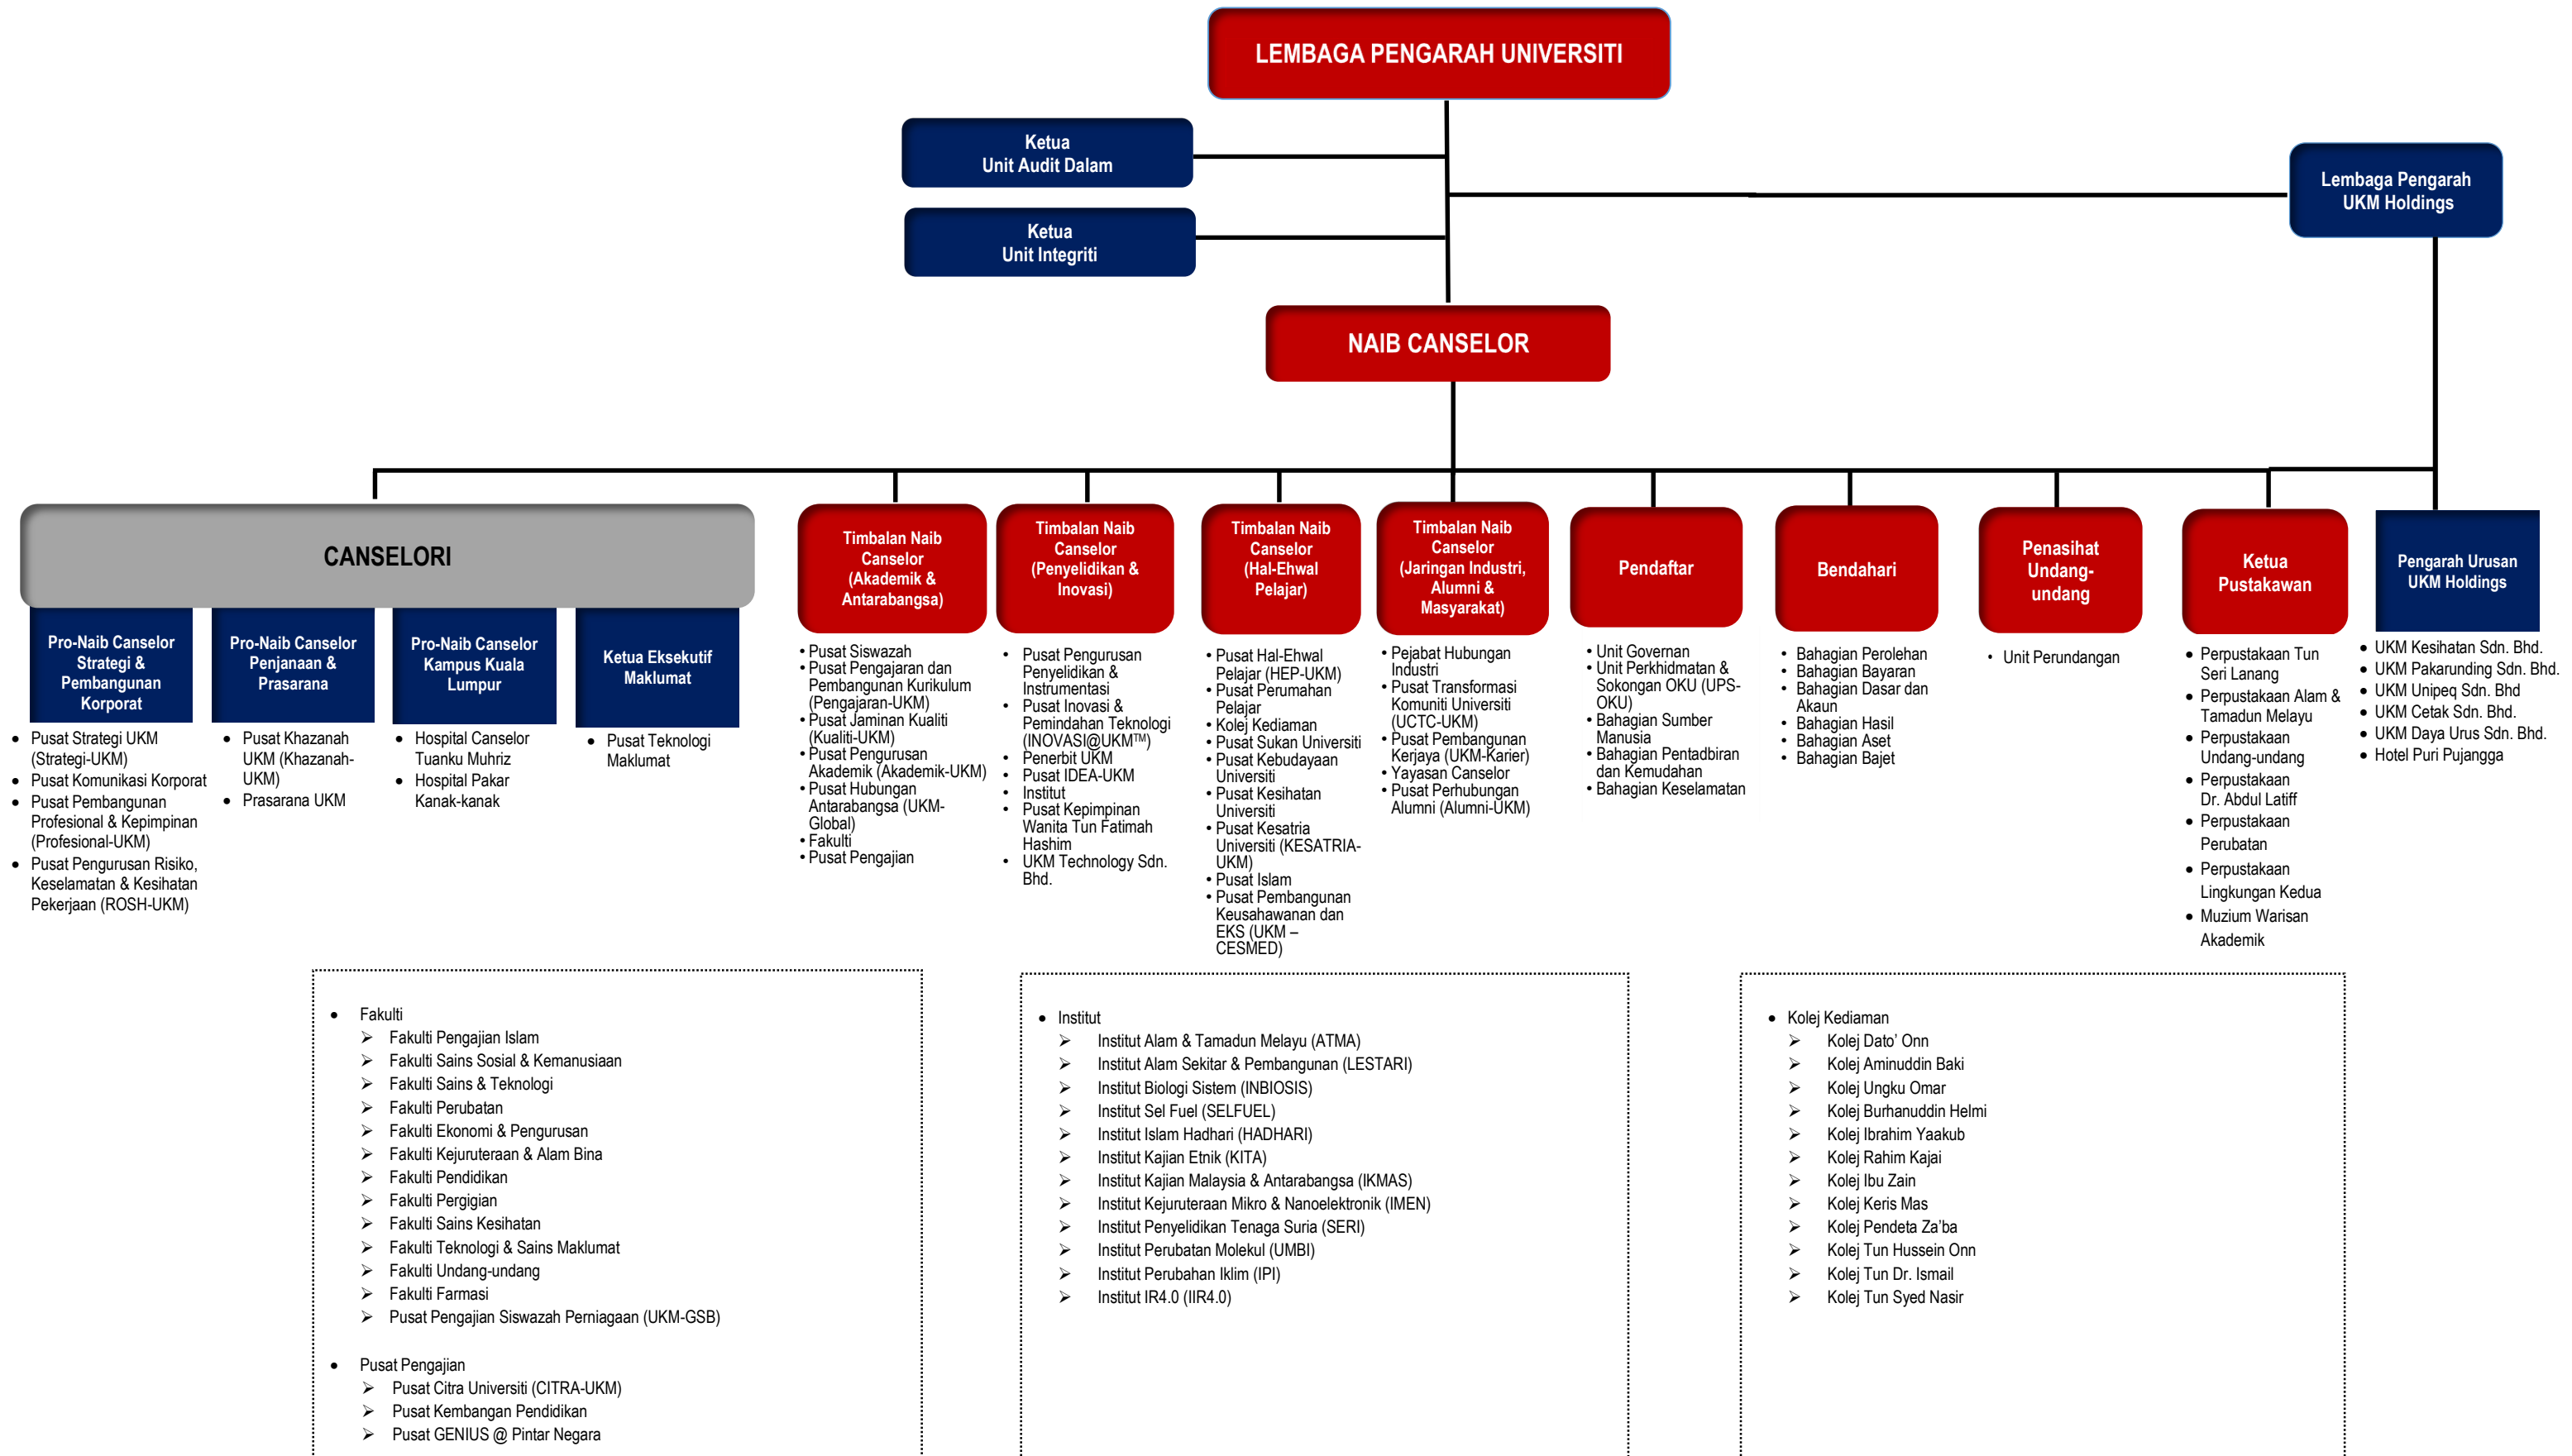 LEMBAGA PENGARAH UNIVERSITI
Ketua
Unit Audit Dalam
Lembaga Pengarah
UKM Holdings
Ketua
Unit Integriti
NAIB CANSELOR
CANSELORI
Pro-Naib Canselor
Strategi &
Pembangunan
Korporat
• Pusat Strategi UKM
(Strategi-UKM)
• Pusat Komunikasi Korporat
• Pusat Pembangunan
Profesional & Kepimpinan
(Profesional-UKM)
• Pusat Pengurusan Risiko,
Keselamatan & Kesihatan
Pekerjaan (ROSH-UKM)
Pro-Naib Canselor
Penjanaan &
Prasarana
• Pusat Khazanah
UKM (Khazanah-
UKM)
• Prasarana UKM
Pro-Naib Canselor
Kampus Kuala
Lumpur
• Hospital Canselor
Tuanku Muhriz
• Hospital Pakar
Kanak-kanak
Ketua Eksekutif
Maklumat
• Pusat Teknologi
Maklumat
Timbalan Naib
Canselor
(Akademik &
Antarabangsa)
• Pusat Siswazah
• Pusat Pengajaran dan
Pembangunan Kurikulum
(Pengajaran-UKM)
• Pusat Jaminan Kualiti
(Kualiti-UKM)
• Pusat Pengurusan
Akademik (Akademik-UKM)
• Pusat Hubungan
Antarabangsa (UKM-
Global)
• Fakulti
• Pusat Pengajian
Timbalan Naib
Canselor
(Penyelidikan &
Inovasi)
• Pusat Pengurusan
Penyelidikan &
Instrumentasi
• Pusat Inovasi &
Pemindahan Teknologi
(INOVASI@UKM™)
• Penerbit UKM
• Pusat IDEA-UKM
• Institut
• Pusat Kepimpinan
Wanita Tun Fatimah
Hashim
• UKM Technology Sdn.
Bhd.
Timbalan Naib
Canselor
(Hal-Ehwal
Pelajar)
• Pusat Hal-Ehwal
Pelajar (HEP-UKM)
• Pusat Perumahan
Pelajar
• Kolej Kediaman
• Pusat Sukan Universiti
• Pusat Kebudayaan
Universiti
• Pusat Kesihatan
Universiti
• Pusat Kesatria
Universiti (KESATRIA-
UKM)
• Pusat Islam
• Pusat Pembangunan
Keusahawanan dan
EKS (UKM –
CESMED)
Timbalan Naib
Canselor
(Jaringan Industri,
Alumni &
Masyarakat)
• Pejabat Hubungan
Industri
• Pusat Transformasi
Komuniti Universiti
(UCTC-UKM)
• Pusat Pembangunan
Kerjaya (UKM-Karier)
• Yayasan Canselor
• Pusat Perhubungan
Alumni (Alumni-UKM)
Pendaftar
• Unit Governan
• Unit Perkhidmatan &
Sokongan OKU (UPS-
OKU)
• Bahagian Sumber
Manusia
• Bahagian Pentadbiran
dan Kemudahan
• Bahagian Keselamatan
Bendahari
• Bahagian Perolehan
• Bahagian Bayaran
• Bahagian Dasar dan
Akaun
• Bahagian Hasil
• Bahagian Aset
• Bahagian Bajet
Penasihat
Undang-
undang
• Unit Perundangan
Ketua
Pustakawan
• Perpustakaan Tun
Seri Lanang
• Perpustakaan Alam &
Tamadun Melayu
• Perpustakaan
Undang-undang
• Perpustakaan
Dr. Abdul Latiff
• Perpustakaan
Perubatan
• Perpustakaan
Lingkungan Kedua
• Muzium Warisan
Akademik
Pengarah Urusan
UKM Holdings
• UKM Kesihatan Sdn. Bhd.
• UKM Pakarunding Sdn. Bhd.
• UKM Unipeq Sdn. Bhd
• UKM Cetak Sdn. Bhd.
• UKM Daya Urus Sdn. Bhd.
• Hotel Puri Pujangga
• Fakulti
➢ Fakulti Pengajian Islam
➢ Fakulti Sains Sosial & Kemanusiaan
➢ Fakulti Sains & Teknologi
➢ Fakulti Perubatan
➢ Fakulti Ekonomi & Pengurusan
➢ Fakulti Kejuruteraan & Alam Bina
➢ Fakulti Pendidikan
➢ Fakulti Pergigian
➢ Fakulti Sains Kesihatan
➢ Fakulti Teknologi & Sains Maklumat
➢ Fakulti Undang-undang
➢ Fakulti Farmasi
➢ Pusat Pengajian Siswazah Perniagaan (UKM-GSB)
• Pusat Pengajian
➢ Pusat Citra Universiti (CITRA-UKM)
➢ Pusat Kembangan Pendidikan
➢ Pusat GENIUS @ Pintar Negara
• Institut
➢ Institut Alam & Tamadun Melayu (ATMA)
➢ Institut Alam Sekitar & Pembangunan (LESTARI)
➢ Institut Biologi Sistem (INBIOSIS)
➢ Institut Sel Fuel (SELFUEL)
➢ Institut Islam Hadhari (HADHARI)
➢ Institut Kajian Etnik (KITA)
➢ Institut Kajian Malaysia & Antarabangsa (IKMAS)
➢ Institut Kejuruteraan Mikro & Nanoelektronik (IMEN)
➢ Institut Penyelidikan Tenaga Suria (SERI)
➢ Institut Perubatan Molekul (UMBI)
➢ Institut Perubahan Iklim (IPI)
➢ Institut IR4.0 (IIR4.0)
• Kolej Kediaman
➢ Kolej Dato’ Onn
➢ Kolej Aminuddin Baki
➢ Kolej Ungku Omar
➢ Kolej Burhanuddin Helmi
➢ Kolej Ibrahim Yaakub
➢ Kolej Rahim Kajai
➢ Kolej Ibu Zain
➢ Kolej Keris Mas
➢ Kolej Pendeta Za’ba
➢ Kolej Tun Hussein Onn
➢ Kolej Tun Dr. Ismail
➢ Kolej Tun Syed Nasir